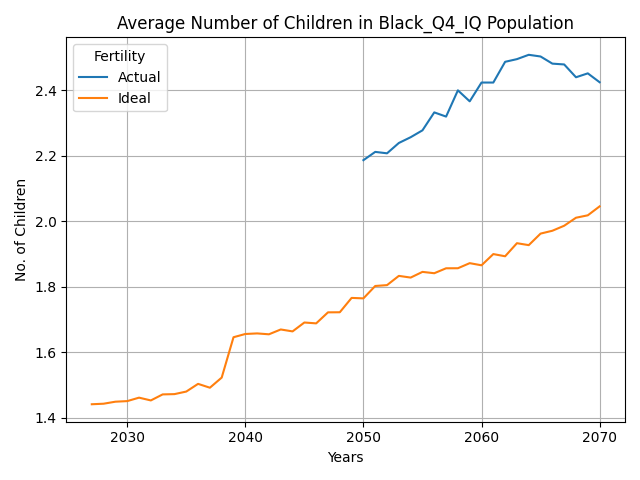 Average Number of Children in Black_Q4_IQ Population
Fertility
Actual
Ideal
No. of Children
2.4
2.2
2.0
1.8
1.6
1.4
2030
2040
2050
2060
2070
Years